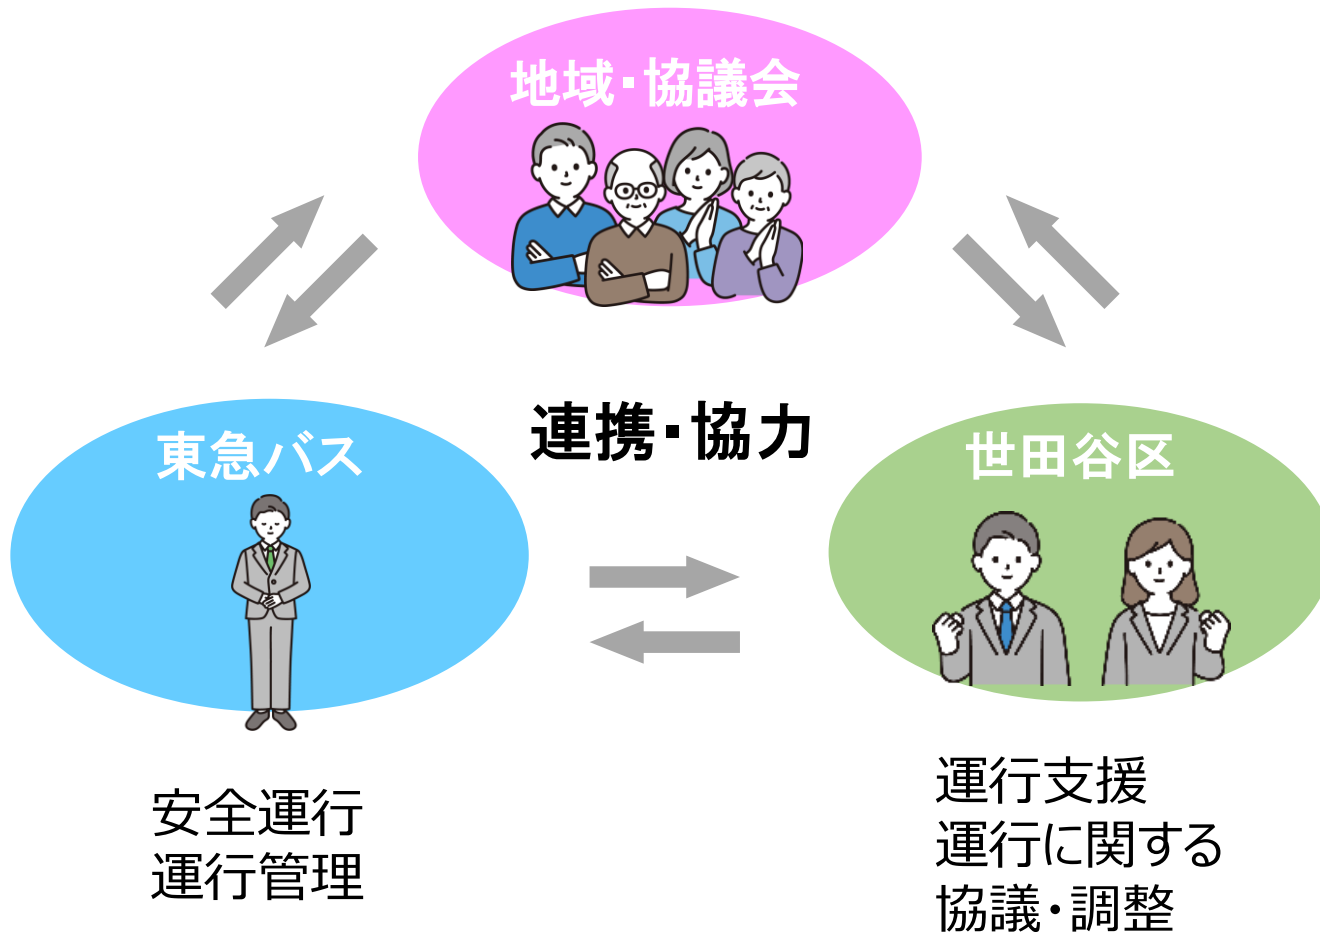 地域・協議会
連携・協力
東急バス
世田谷区
安全運行
運行管理
運行支援
運行に関する
協議・調整